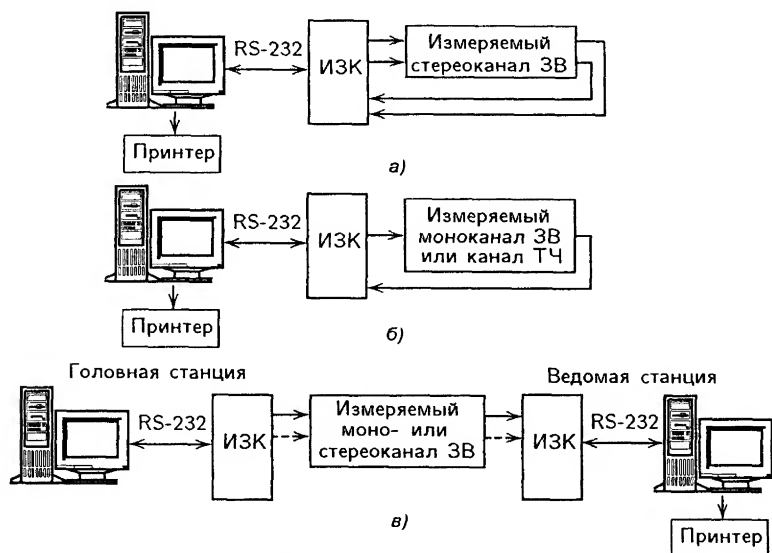 RS-232
ИЗК
Измеряемый
стереоканал ЗВ
Принтер
а)
RS-232
ИЗК
Измеряемый
моноканал ЗВ
или канал ТЧ
Принтер
б)
Головная станция
Ведомая станция
RS-232
ИЗК
Измеряемый
моно- или
стереоканал ЗВ
ИЗК
RS-232
в)
Принтер